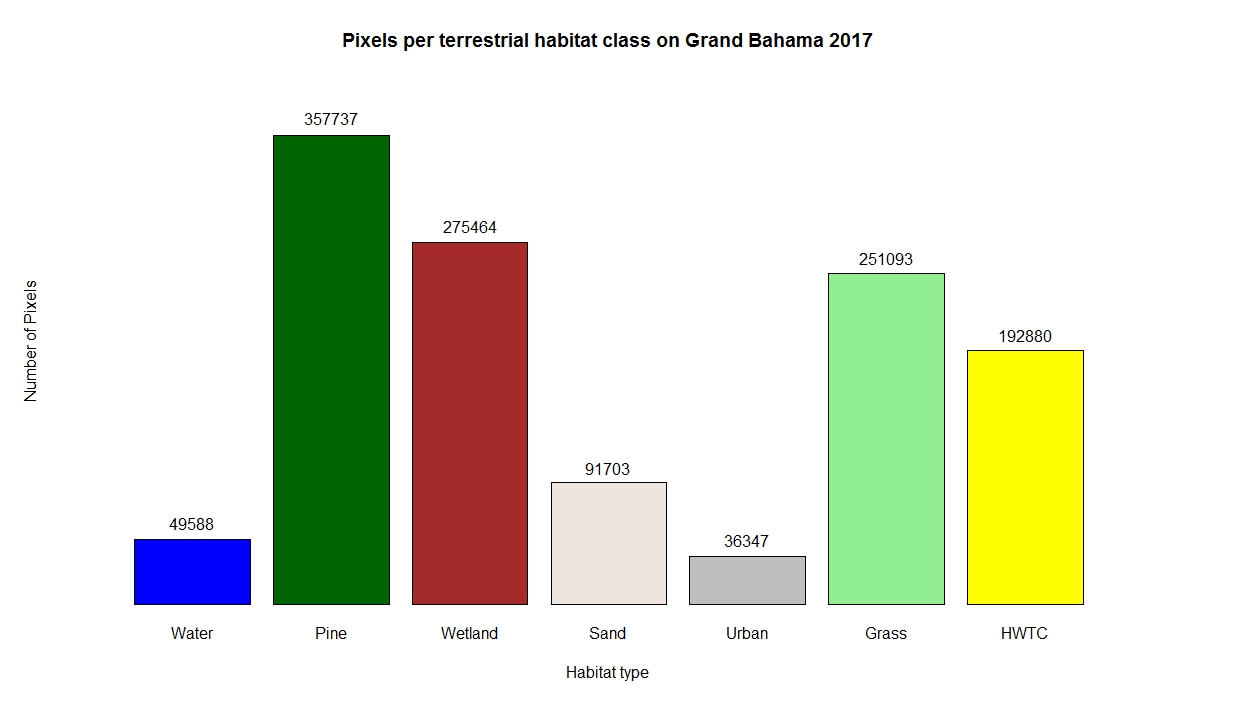 Pixels per terrestrial habitat class on Grand Bahama 2017
357737
275464
251093
192880
91703
49588
36347
Number of Pixels
Water Pine Wetland Sand Urban Grass HWTC
Habitat type